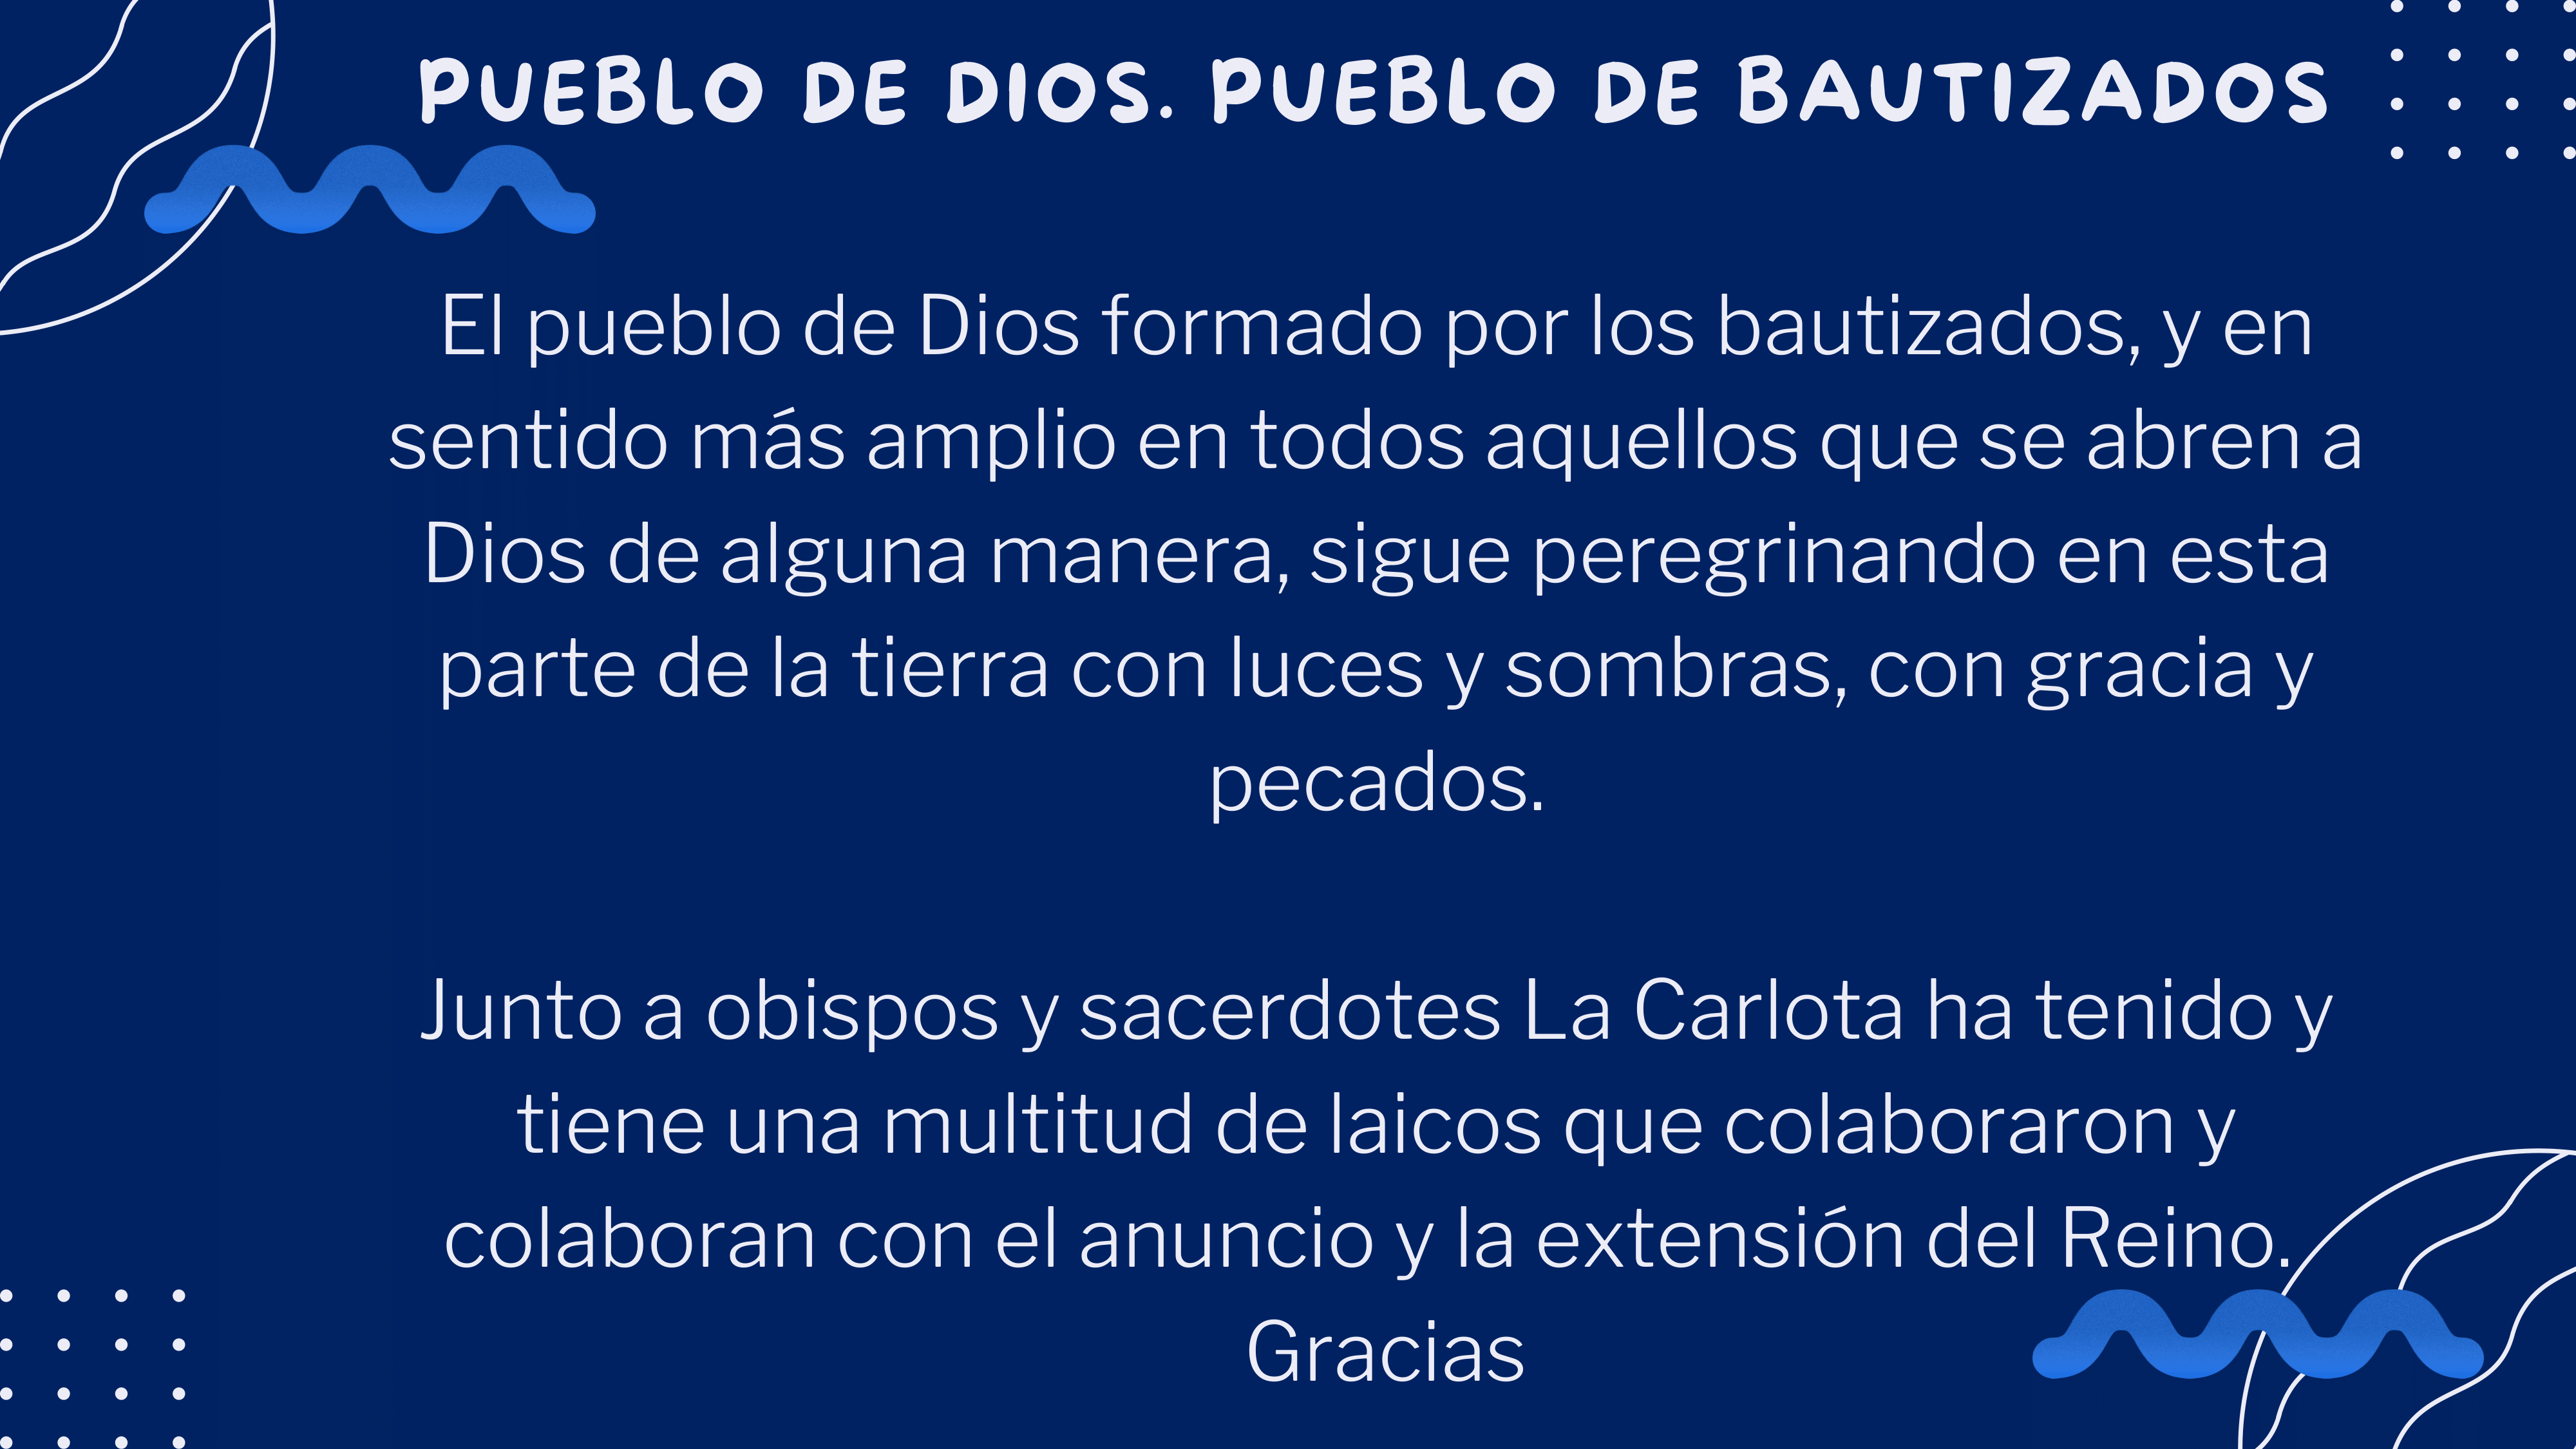 PUEBLO DE DIOS. PUEBLO DE BAUTIZADOS
El pueblo de Dios formado por los bautizados, y en
sentido más amplio en todos aquellos que se abren a
Dios de alguna manera, sigue peregrinando en esta
parte de la tierra con luces y sombras, con gracia y
pecados.
Junto a obispos y sacerdotes La Carlota ha tenido y
tiene una multitud de laicos que colaboraron y
colaboran con el anuncio y la extensión del Reino.
Gracias